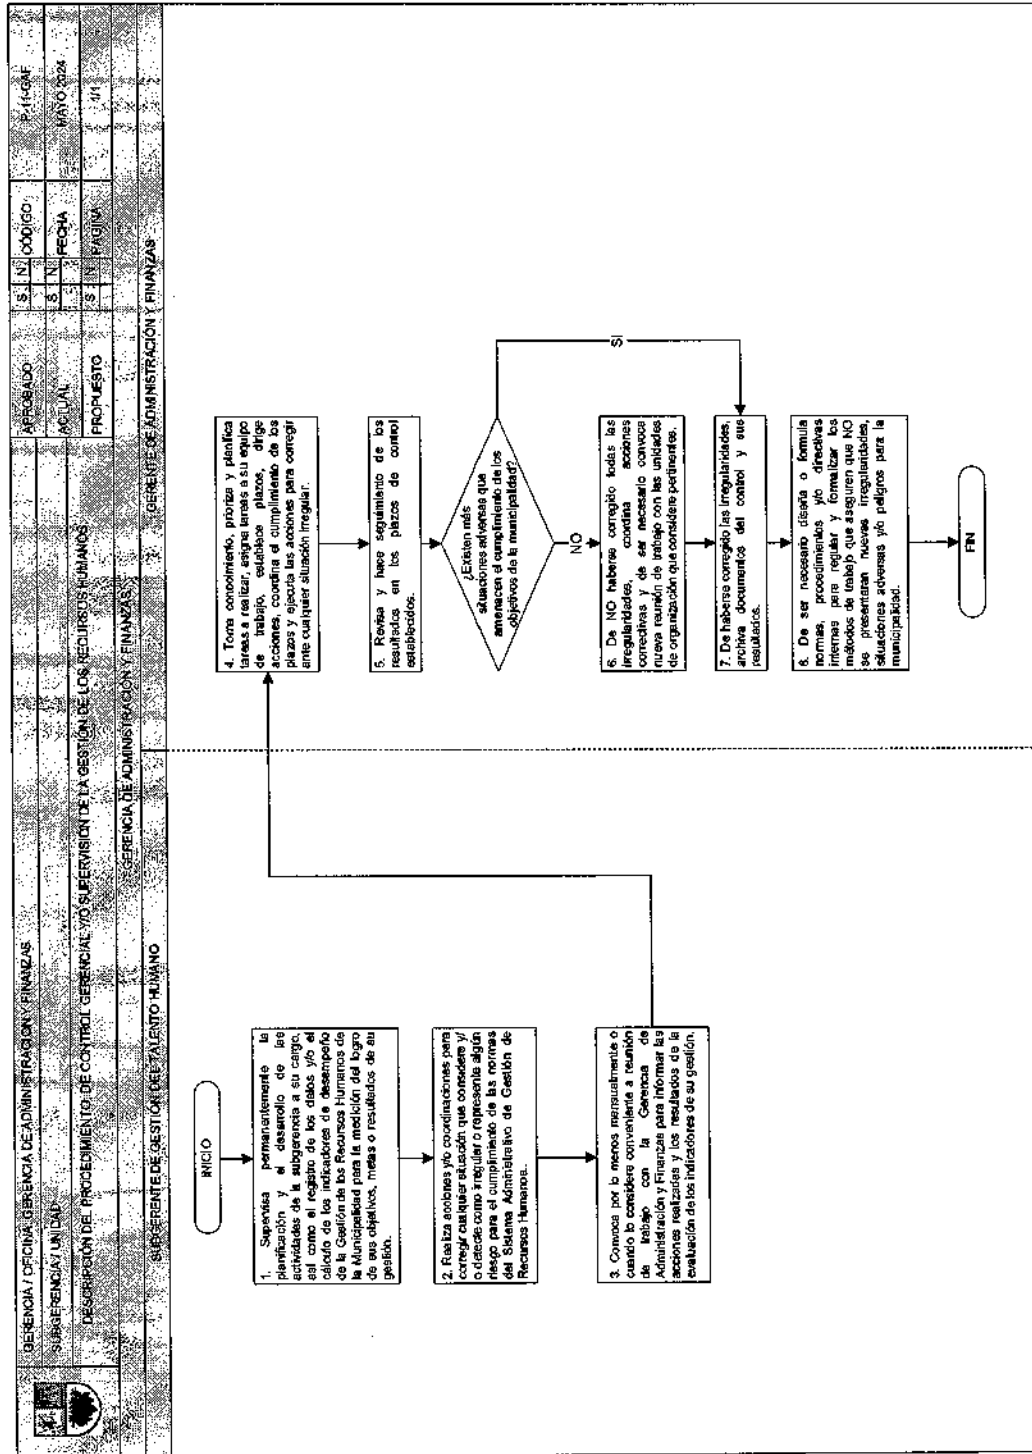 GERENCIA / OFICINA: GERENCIA DE ADMINISTRACION Y FINANZAS
APROBADO
S N CÓDIGO
P-11-GAF
SUBGERENCIA / UNIDAD:
ACTUAL
S N FECHA
MAYO 2024
DESCRIPCIÓN DEL PROCEDIMIENTO: DE CONTROL GERENCIAL Y/O SUPERVISIÓN DE LA GESTIÓN DE LOS RECURSOS HUMANOS
PROPUESTO
S N PAGINA
1/1
GERENCIA DE ADMINISTRACIÓN Y FINANZAS
SUBGERENTE DE GESTIÓN DEL TALENTO HUMANO
GERENTE DE ADMINISTRACIÓN Y FINANZAS
INICIO
1. Supervisa permanentemente la
planificación y el desarrollo de las
actividades de la subgerencia a su cargo,
así como el registro de los datos y/o el
cálculo de los indicadores de desempeño
de la Gestión de los Recursos Humanos de
la Municipalidad para la medición del logro
de sus objetivos, metas o resultados de su
gestión.
2. Realiza acciones y/o coordinaciones para
corregir cualquier situación que considere y/
o detecte como irregular o represente algún
riesgo para el cumplimiento de las normas
del Sistema Administrativo de Gestión de
Recursos Humanos..
3. Convoca por lo menos mensualmente o
cuando lo considere conveniente a reunión
de trabajo con la Gerencia de
Administración y Finanzas para informar las
acciones realizadas y los resultados de la
evaluación de los indicadores de su gestión.
4. Toma conocimiento, prioriza y planifica
tareas a realizar, asigna tareas a su equipo
de trabajo, establece plazos, dirige
acciones, coordina el cumplimiento de los
plazos y ejecuta las acciones para corregir
ante cualquier situación irregular.
5. Revisa y hace seguimiento de los
resultados en los plazos de control
establecidos.
¿Existen más
situaciones adversas que
amenacen el cumplimiento de los
objetivos de la municipalidad?
SI
NO
6. De NO haberse corregido todas las
irregularidades, coordina acciones
correctivas y de ser necesario convoca
nueva reunión de trabajo con las unidades
de organización que considere pertinentes.
7. De haberse corregido las irregularidades,
archiva documentos del control y sus
resultados.
8. De ser necesario diseña o formula
normas, procedimientos y/o directivas
internas para regular y formalizar los
métodos de trabajo que aseguren que NO
se presentaran nuevas irregularidades,
situaciones adversas y/o peligros para la
municipalidad.
FIN